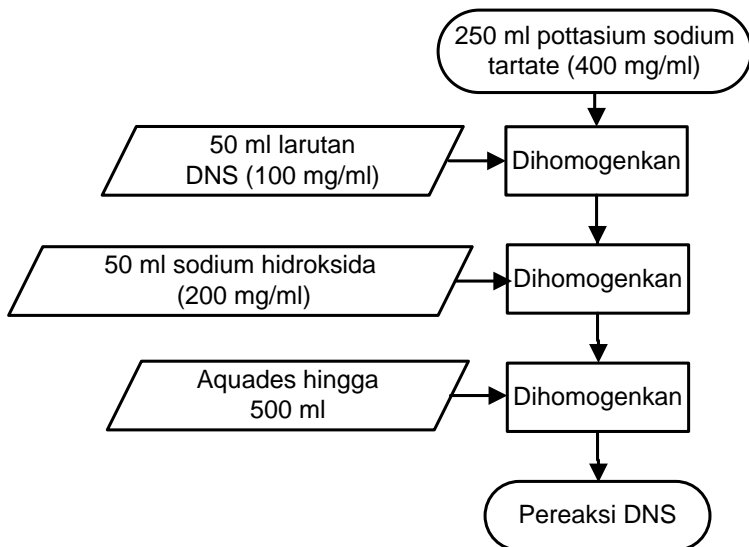 250 ml pottasium sodium
tartate (400 mg/ml)
50 ml larutan
DNS (100 mg/ml)
Dihomogenkan
50 ml sodium hidroksida
(200 mg/ml)
Dihomogenkan
Aquades hingga
500 ml
Dihomogenkan
Pereaksi DNS